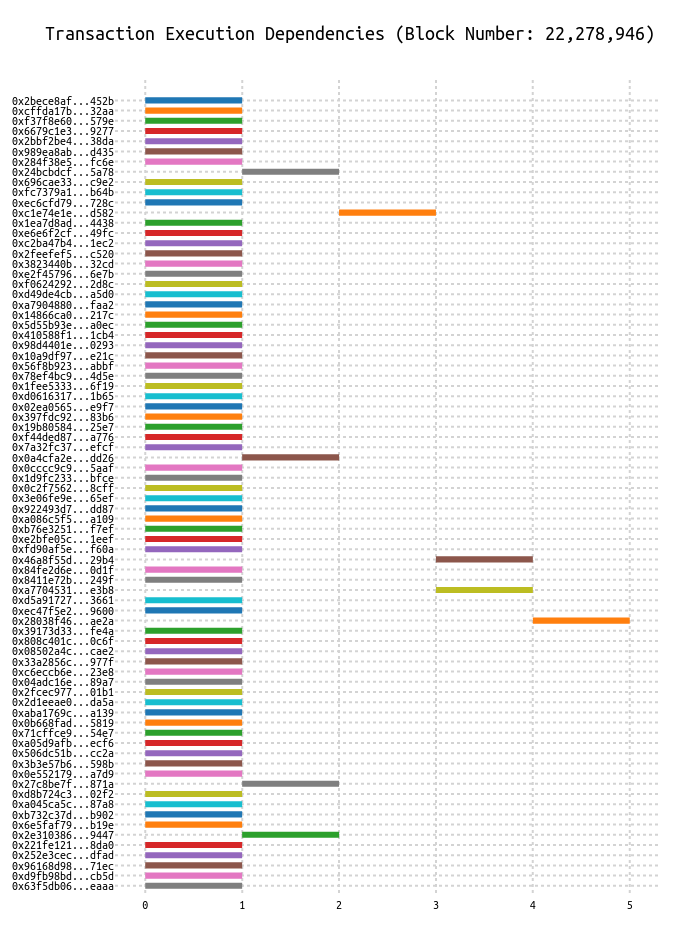 Transaction Execution Dependencies (Block Number: 22,278,946)
0x2bece8af...452b
0xcffda17b...32aa
0xf37f8e60...579e
0x6679c1e3...9277
0x2bbf2be4...38da
0x989ea8ab...d435
0x284f38e5...fc6e
0x24bcbdcf...5a78
0x696cae33...c9e2
0xfc7379a1...b64b
0xec6cfd79...728c
0xc1e74e1e...d582
0x1ea7d8ad...4438
0xe6e6f2cf...49fc
0xc2ba47b4...1ec2
0x2feefef5...c520
0x3823440b...32cd
0xe2f45796...6e7b
0xf0624292...2d8c
0xd49de4cb...a5d0
0xa7904880...faa2
0x14866ca0...217c
0x5d55b93e...a0ec
0x410588f1...1cb4
0x98d4401e...0293
0x10a9df97...e21c
0x56f8b923...abbf
0x78ef4bc9...4d5e
0x1fee5333...6f19
0xd0616317...1b65
0x02ea0565...e9f7
0x397fdc92...83b6
0x19b80584...25e7
0xf44ded87...a776
0x7a32fc37...efcf
0x0a4cfa2e...dd26
0x0cccc9c9...5aaf
0x1d9fc233...bfce
0x0c2f7562...8cff
0x3e06fe9e...65ef
0x922493d7...dd87
0xa086c5f5...a109
0xb76e3251...f7ef
0xe2bfe05c...1eef
0xfd90af5e...f60a
0x46a8f55d...29b4
0x84fe2d6e...0d1f
0x8411e72b...249f
0xa7704531...e3b8
0xd5a91727...3661
0xec47f5e2...9600
0x28038f46...ae2a
0x39173d33...fe4a
0x808c401c...0c6f
0x08502a4c...cae2
0x33a2856c...977f
0xc6eccb6e...23e8
0x04adc16e...89a7
0x2fcec977...01b1
0x2d1eeae0...da5a
0xaba1769c...a139
0x0b668fad...5819
0x71cffce9...54e7
0xa05d9afb...ecf6
0x506dc51b...cc2a
0x3b3e57b6...598b
0x0e552179...a7d9
0x27c8be7f...871a
0xd8b724c3...02f2
0xa045ca5c...87a8
0xb732c37d...b902
0x6e5faf79...b19e
0x2e310386...9447
0x221fe121...8da0
0x252e3cec...dfad
0x96168d98...71ec
0xd9fb98bd...cb5d
0x63f5db06...eaaa
0 1 2 3 4 5